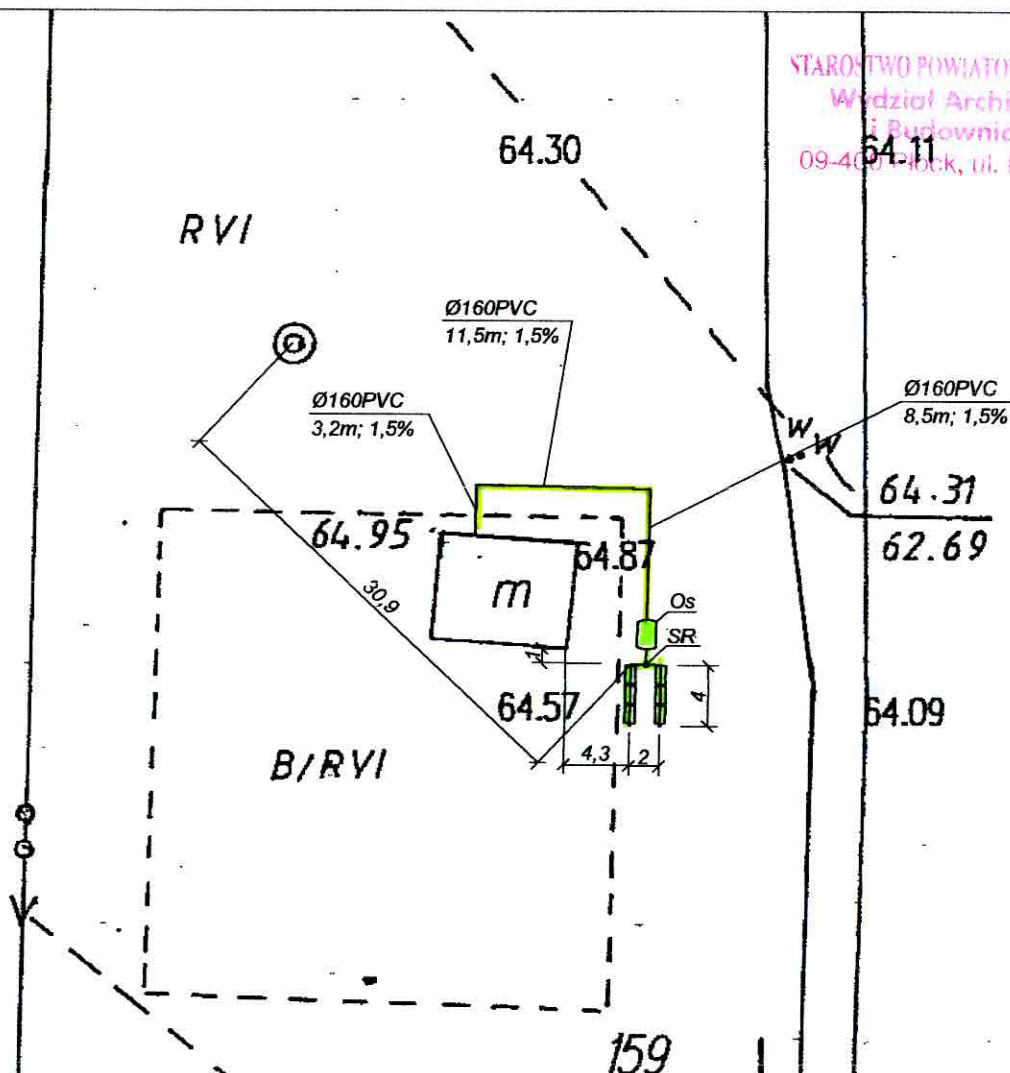 STAROSTWO POWIATO
Wydział Archi
i Budownic
09-400 Płock, ul.
64.30
64.11
RVI
Ø160PVC
11,5m; 1,5%
Ø160PVC
3,2m; 1,5%
Ø160PVC
8,5m; 1,5%
W
W
64.31
62.69
64.95
64.87
m
30,9
Os
SR
1
64.57
4
64.09
4,3
2
B/RVI
159